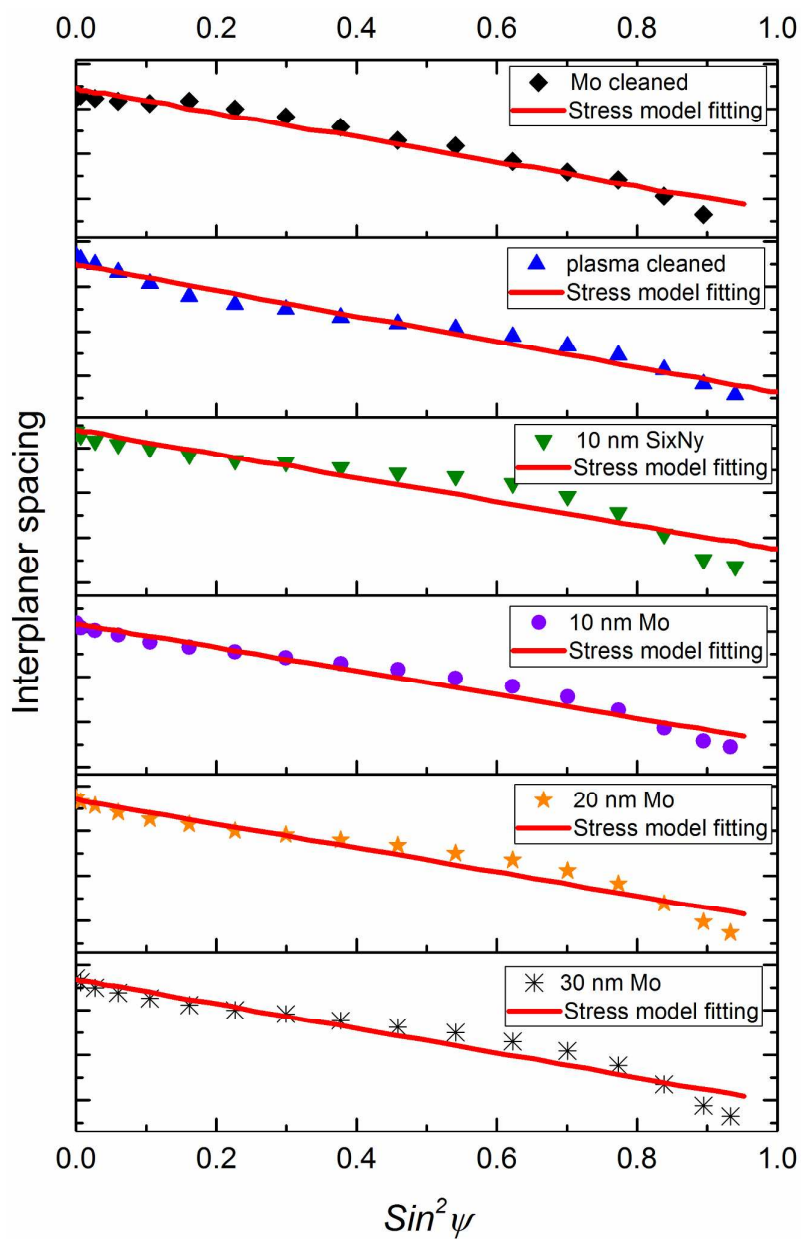 0.0 0.2 0.4 0.6 0.8 1.0
Mo cleaned
Stress model fitting
plasma cleaned
Stress model fitting
10 nm SixNy
Stress model fitting
10 nm Mo
Stress model fitting
20 nm Mo
Stress model fitting
30 nm Mo
Stress model fitting
Interplaner spacing
0.0 0.2 0.4 0.6 0.8 1.0
Sin² ψ